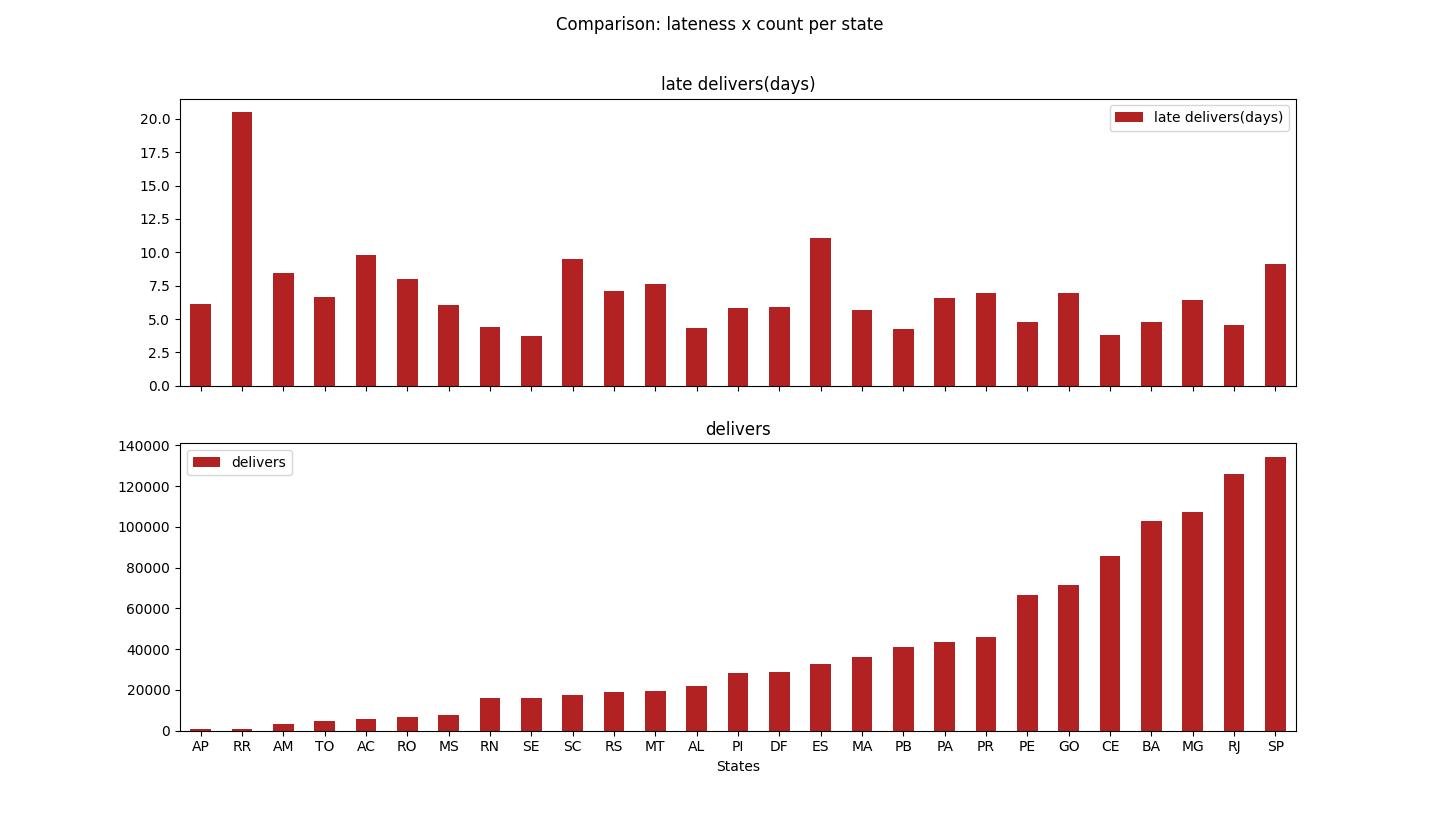 Comparison: lateness x count per state
late delivers(days)
late delivers(days)
20.0
17.5
15.0
12.5
10.0
7.5
5.0
2.5
0.0
delivers
delivers
140000
120000
100000
80000
60000
40000
20000
0
AP RR AM TO AC RO MS RN SE SC RS MT AL PI DF ES MA PB PA PR PE GO CE BA MG RJ SP
States